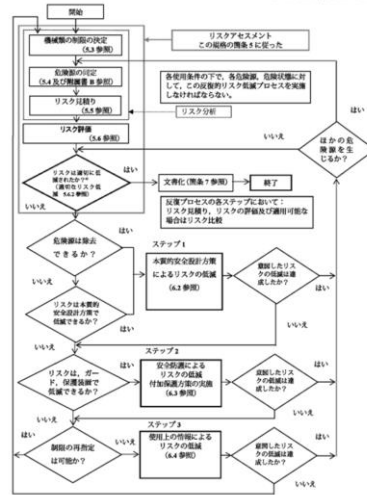 開始
リスクアセスメント
この規格の箇条 5 に従った
機械類の制限の決定
(5.3 参照)
危険源の同定
(5.4 及び附属書 B 参照)
リスク見積り
(5.5 参照)
リスク分析
各使用条件の下で，各危険源，危険状態に
対して，この反復的リスク低減プロセスを実施
しなければならない。
リスク評価
(5.6 参照)
いいえ
ほかの危
険源を生
じるか？
はい
リスクは適切に低
減されたか？
(適切なリスク低
減 5.6.2 参照)
はい
文書化 (箇条 7 参照)
終了
反復プロセスの各ステップにおいて：
リスク見積り，リスクの評価及び適用可能な
場合はリスク比較
いいえ
危険源は除去
できるか？
はい
いいえ
ステップ 1
本質的安全設計方策
によるリスクの低減
(6.2 参照)
意図したリス
クの低減は達
成したか？
はい
いいえ
リスクは本質的
安全設計方策で
低減できるか？
はい
いいえ
ステップ 2
リスクは，ガー
ド，保護装置で
低減できるか？
はい
安全防護による
リスクの低減
付加保護方策の実施
(6.3 参照)
意図したリス
クの低減は達
成したか？
はい
いいえ
いいえ
ステップ 3
はい
制限の再指定
は可能か？
いいえ
使用上の情報による
リスクの低減
(6.4 参照)
意図したリス
クの低減は達
成したか？
はい
いいえ